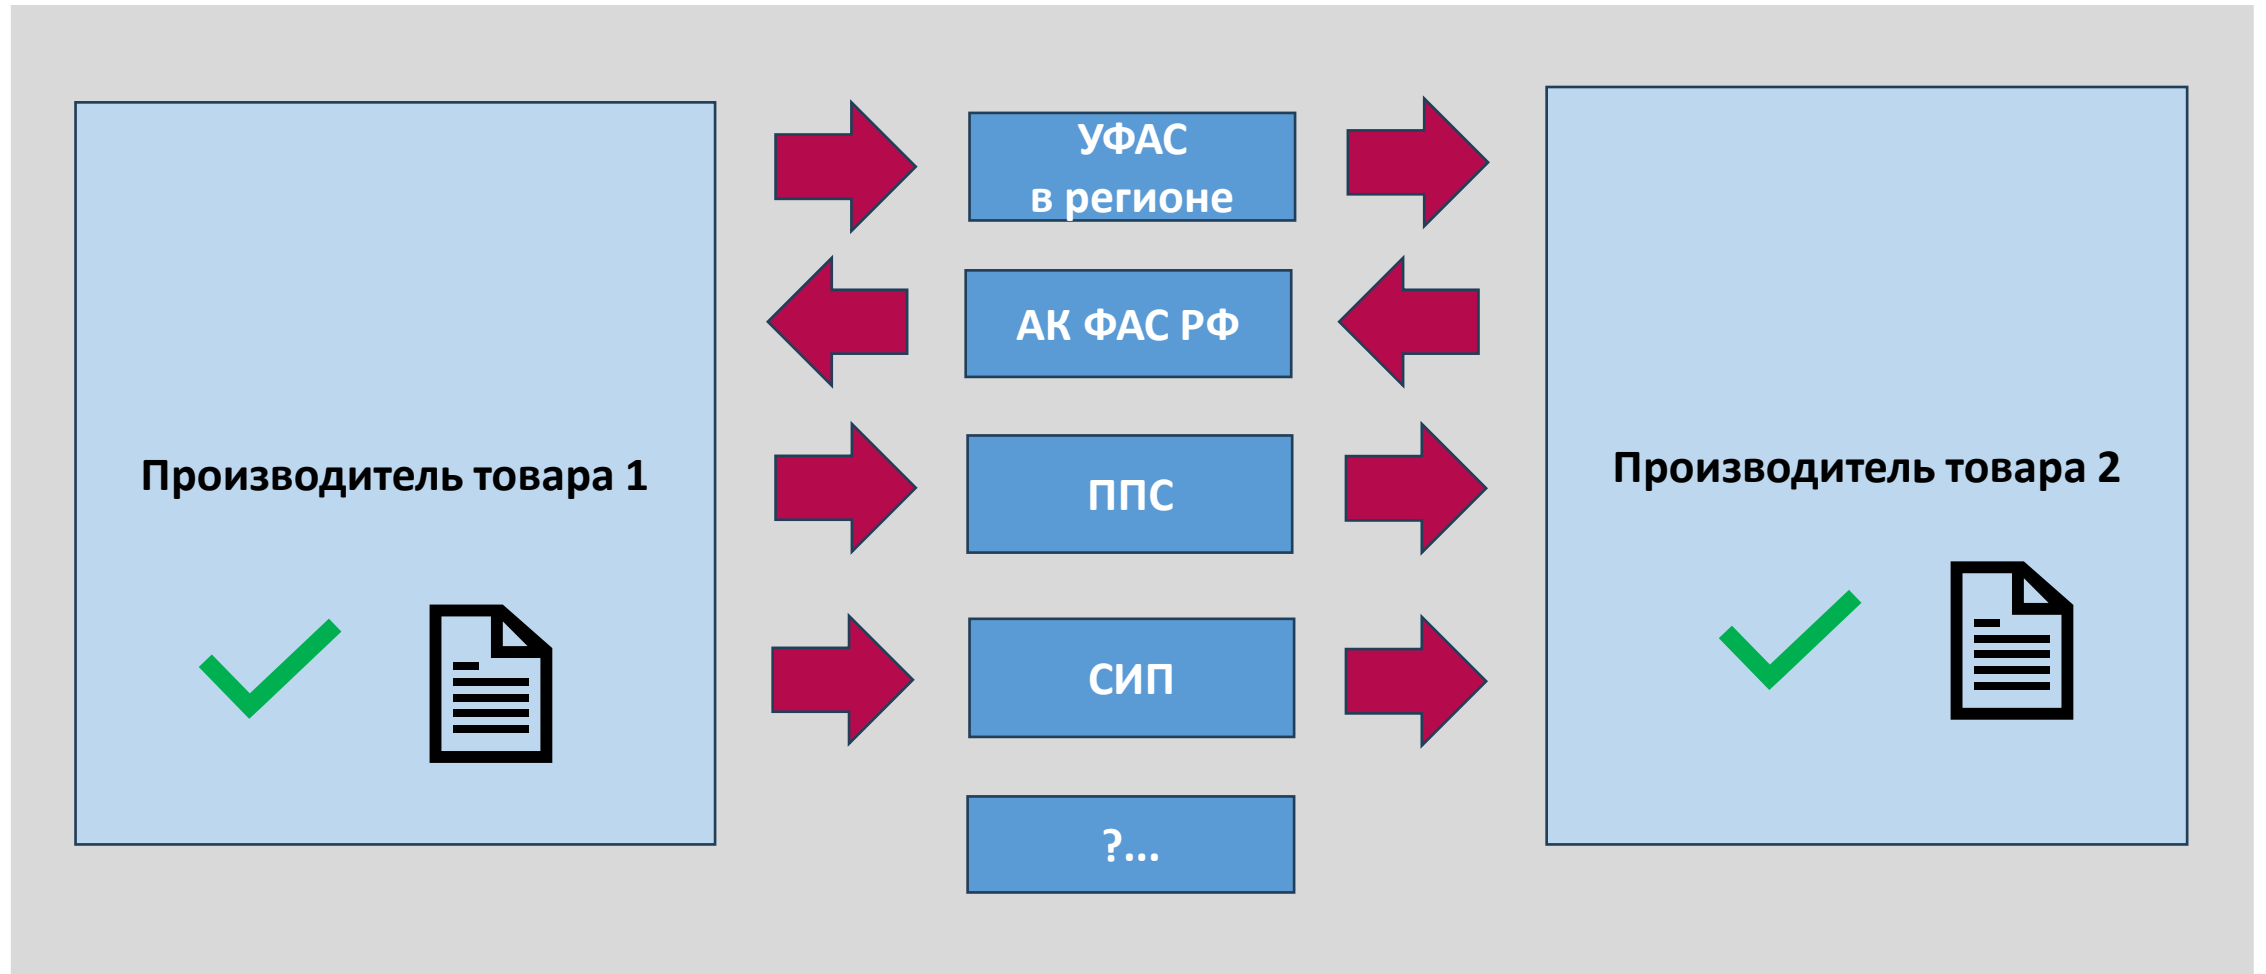 УФАС
в регионе
АК ФАС РФ
Производитель товара 1
Производитель товара 2
ППС
СИП
?...